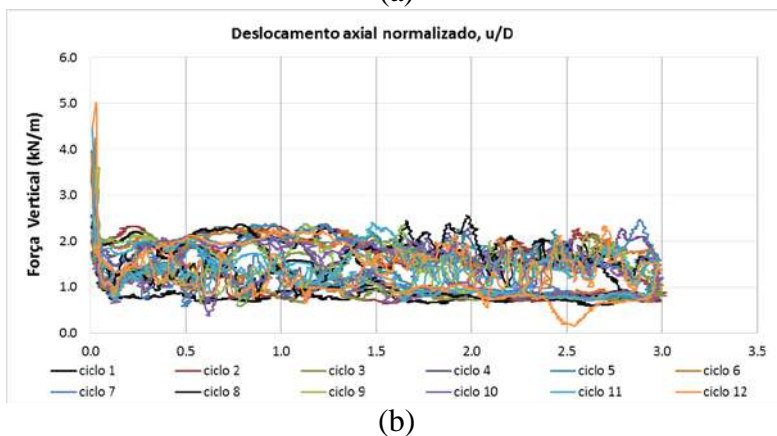 (a)
Deslocamento axial normalizado, u/D
Força Vertical (kN/m)
6.0
5.0
4.0
3.0
2.0
1.0
0.0
0.0 0.5 1.0 1.5 2.0 2.5 3.0 3.5
ciclo 1 ciclo 2 ciclo 3 ciclo 4 ciclo 5 ciclo 6
ciclo 7 ciclo 8 ciclo 9 ciclo 10 ciclo 11 ciclo 12
(b)